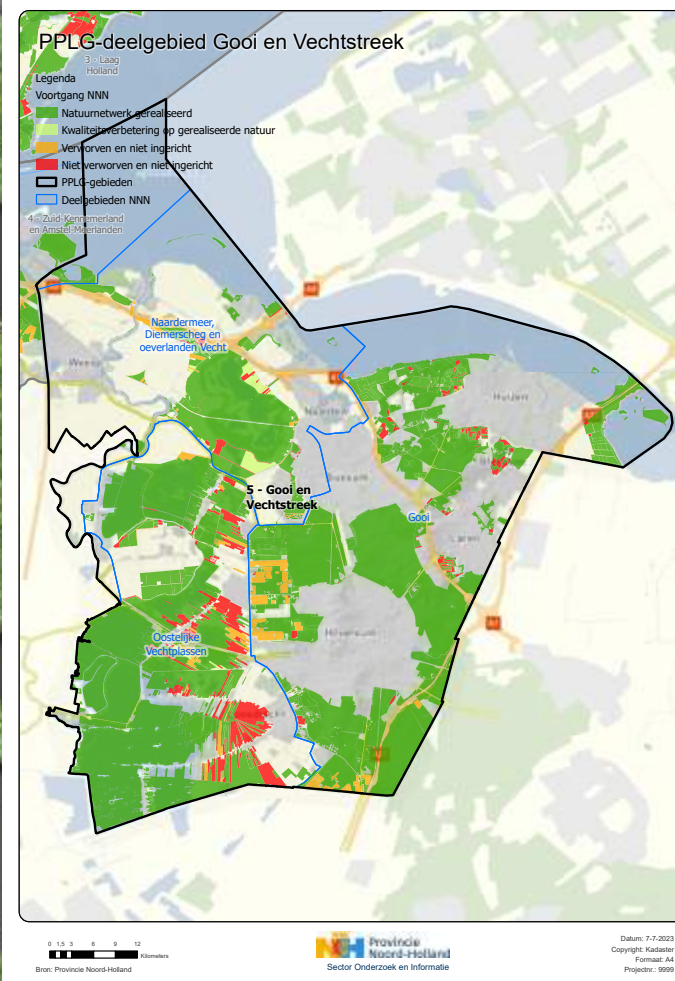 PPLG-deelgebied Gooi en Vechtstreek
3 - Laag
Holland
Legenda
Voortgang NNN
Natuurnetwerk gerealiseerd
Kwaliteitsverbetering op gerealiseerde natuur
Verworven en niet ingericht
Niet verworven en niet ingericht
PPLG-gebieden
Deelgebieden NNN
4 - Zuid-Kennemerland
en Amstel-Meerlanden
Naardermeer,
Diemerscheg en
oeverlanden Vecht
Weesp
Naarden
Huizen
Bussum
5 - Gooi en
Vechtstreek
Gooi
Laren
Hilversum
Oostelijke
Vechtplassen
0 1,5 3 6 9 12
Kilometers
Bron: Provincie Noord-Holland
Provincie
Noord-Holland
Sector Onderzoek en Informatie
Datum: 7-7-2023
Copyright: Kadaster
Formaat: A4
Projectnr.: 9999